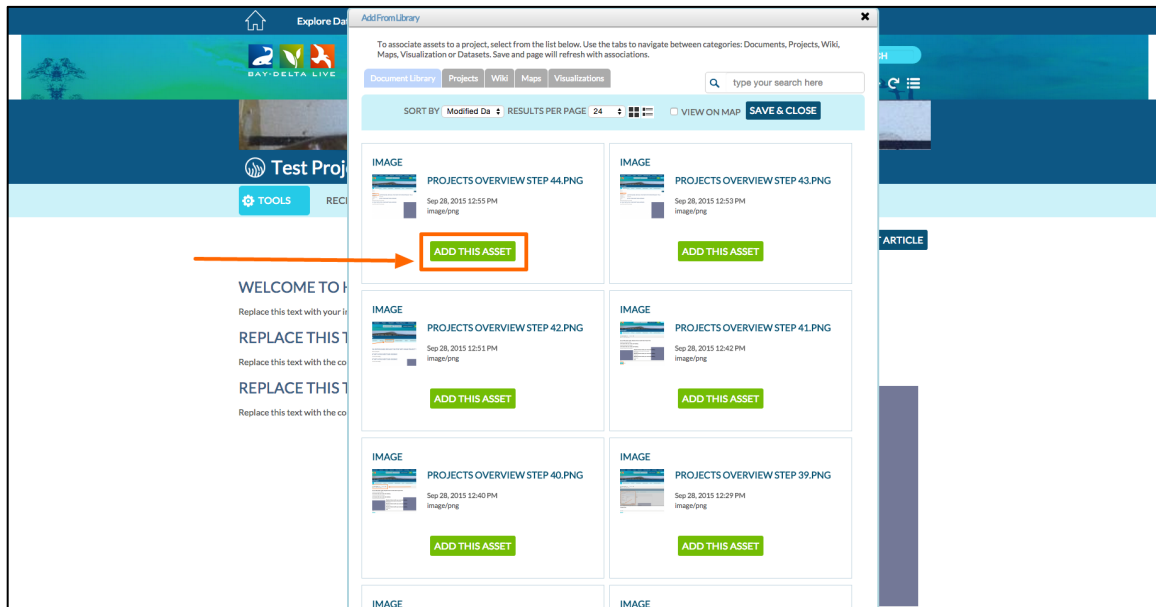 Explore Da
Add From Library
To associate assets to a project, select from the list below. Use the tabs to navigate between categories: Documents, Projects, Wiki,
Maps, Visualization or Datasets. Save and page will refresh with associations.
BAY-DELTA LIVE
CH
Document Library Projects Wiki Maps Visualizations
type your search here
SORT BY Modified Da RESULTS PER PAGE 24 VIEW ON MAP SAVE & CLOSE
Test Proj
TOOLS RECI
IMAGE
PROJECTS OVERVIEW STEP 44.PNG
Sep 28, 2015 12:55 PM
image/png
ADD THIS ASSET
IMAGE
PROJECTS OVERVIEW STEP 43.PNG
Sep 28, 2015 12:53 PM
image/png
ADD THIS ASSET
ARTICLE
WELCOME TO H
Replace this text with your in
REPLACE THIS T
Replace this text with the co
REPLACE THIS T
Replace this text with the co
IMAGE
PROJECTS OVERVIEW STEP 42.PNG
Sep 28, 2015 12:51 PM
image/png
ADD THIS ASSET
IMAGE
PROJECTS OVERVIEW STEP 41.PNG
Sep 28, 2015 12:42 PM
image/png
ADD THIS ASSET
IMAGE
PROJECTS OVERVIEW STEP 40.PNG
Sep 28, 2015 12:40 PM
image/png
ADD THIS ASSET
IMAGE
PROJECTS OVERVIEW STEP 39.PNG
Sep 28, 2015 12:29 PM
image/png
ADD THIS ASSET
IMAGE
IMAGE